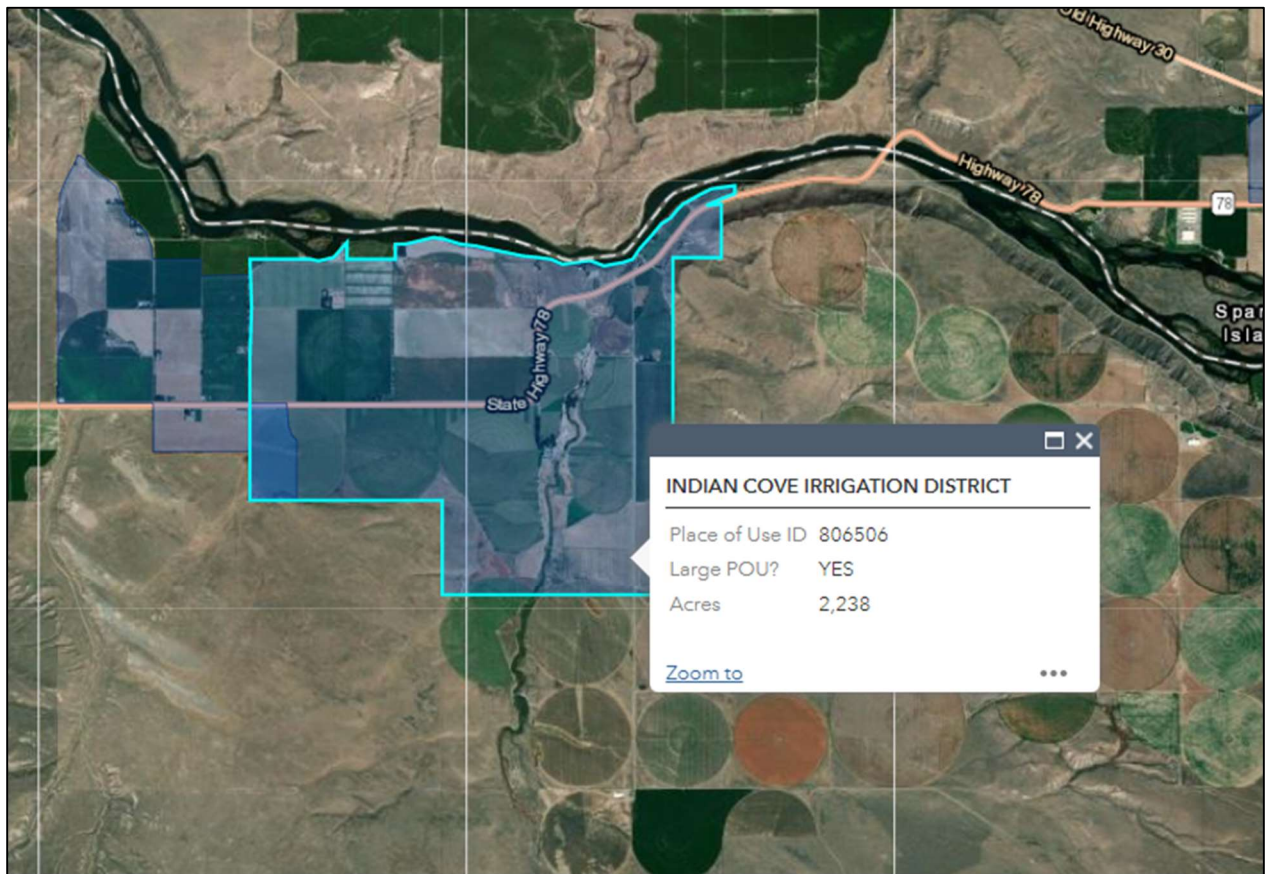 Old Highway 30
Highway 78
78
Spar
Isla
State Highway 78
INDIAN COVE IRRIGATION DISTRICT
Place of Use ID 806506
Large POU? YES
Acres 2,238
Zoom to